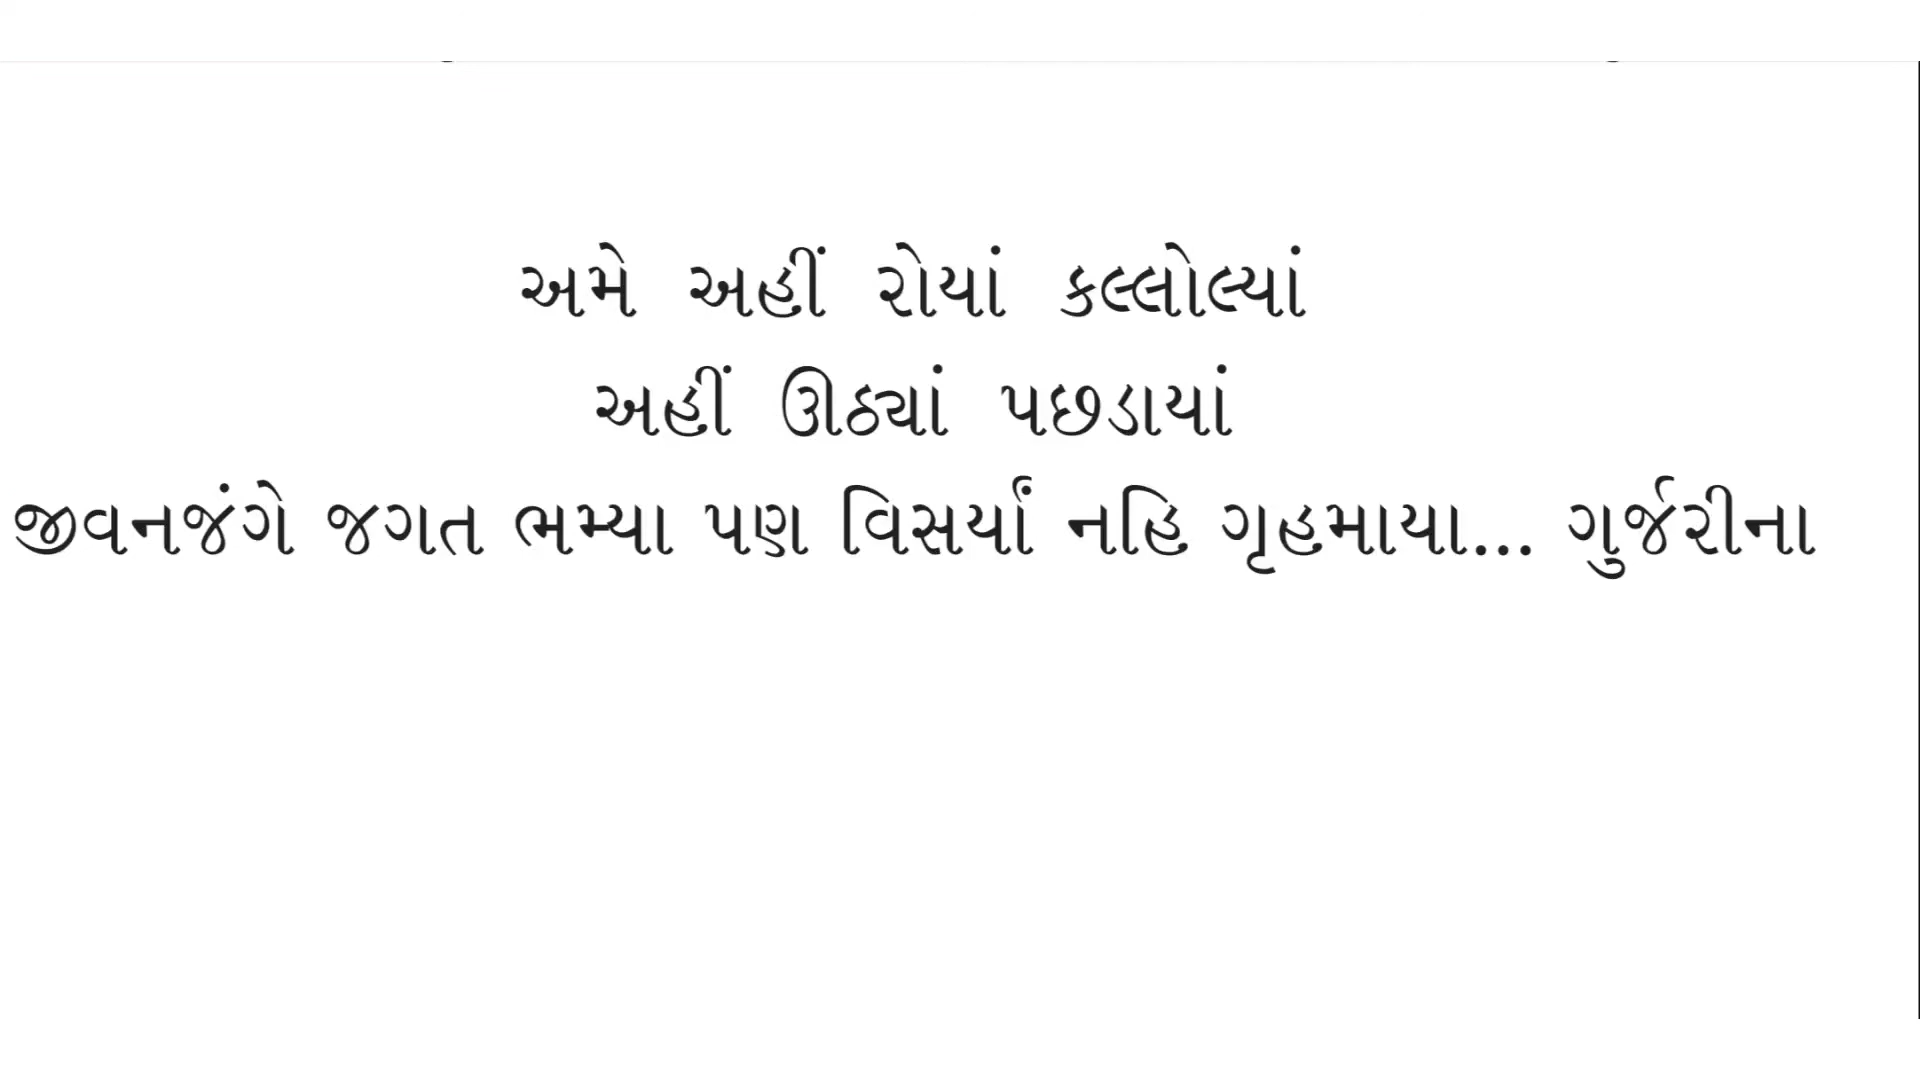 અમે અહીં રોયાં કલ્લોલ્યાં
અહીં ઊઠ્યાં પછડાયાં
જીવનજંગે જગત ભમ્યા પણ વિસર્યાં નહિ ગૃહમાયા... ગુર્જરીના